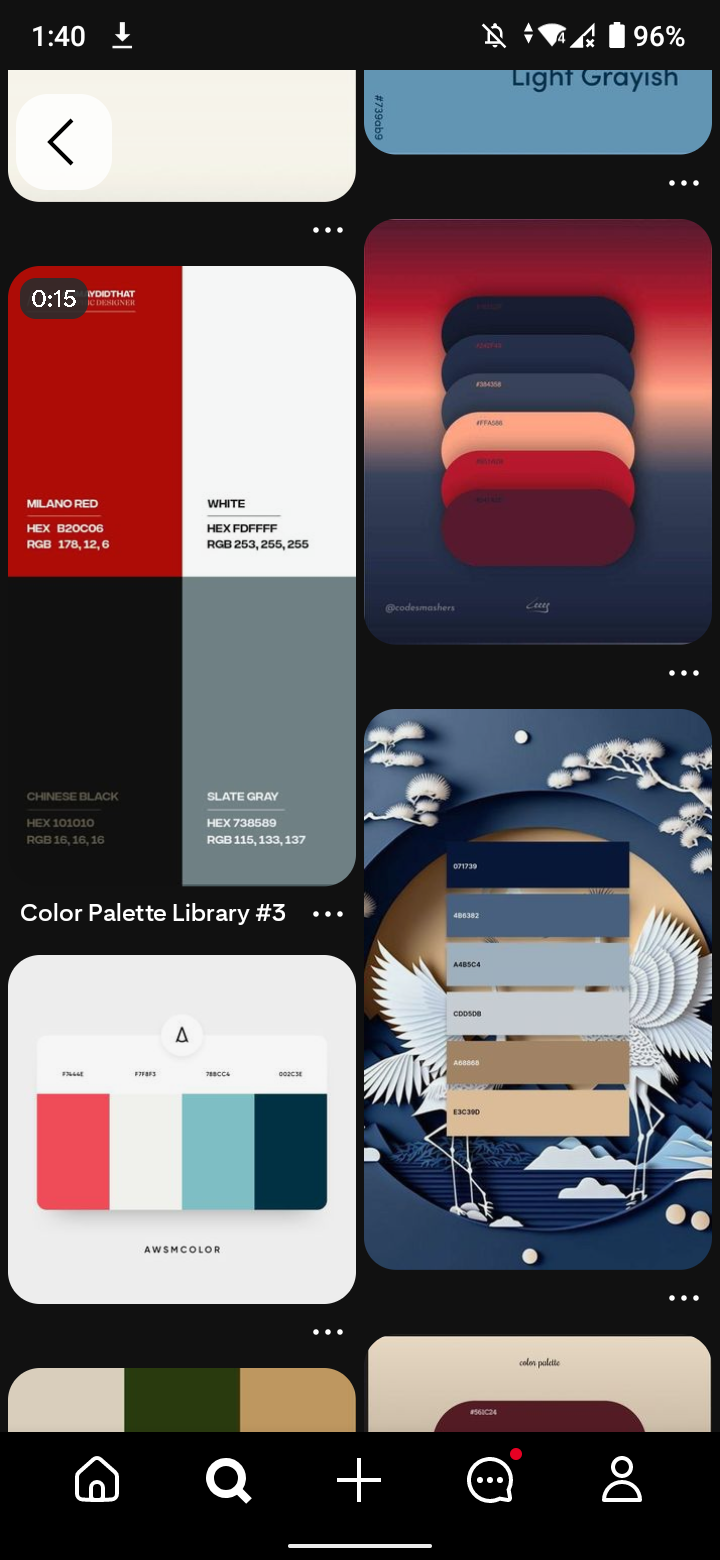 1:40
4
96%
Light Grayish
#739ab9
0:15
AYDIDTHAT
IC DESIGNER
MILANO RED
HEX B20C06
RGB 178, 12, 6
WHITE
HEX FDFFFF
RGB 253, 255, 255
CHINESE BLACK
HEX 101010
RGB 16, 16, 16
SLATE GRAY
HEX 738589
RGB 115, 133, 137
Color Palette Library #3
#384358
#FFA586
@codesmashers
071739
4B6382
A4B5C4
CDD5DB
A68868
E3C39D
F7444E
F7F8F3
78BCC4
002C3E
AWSMCOLOR
color palette
#561C24